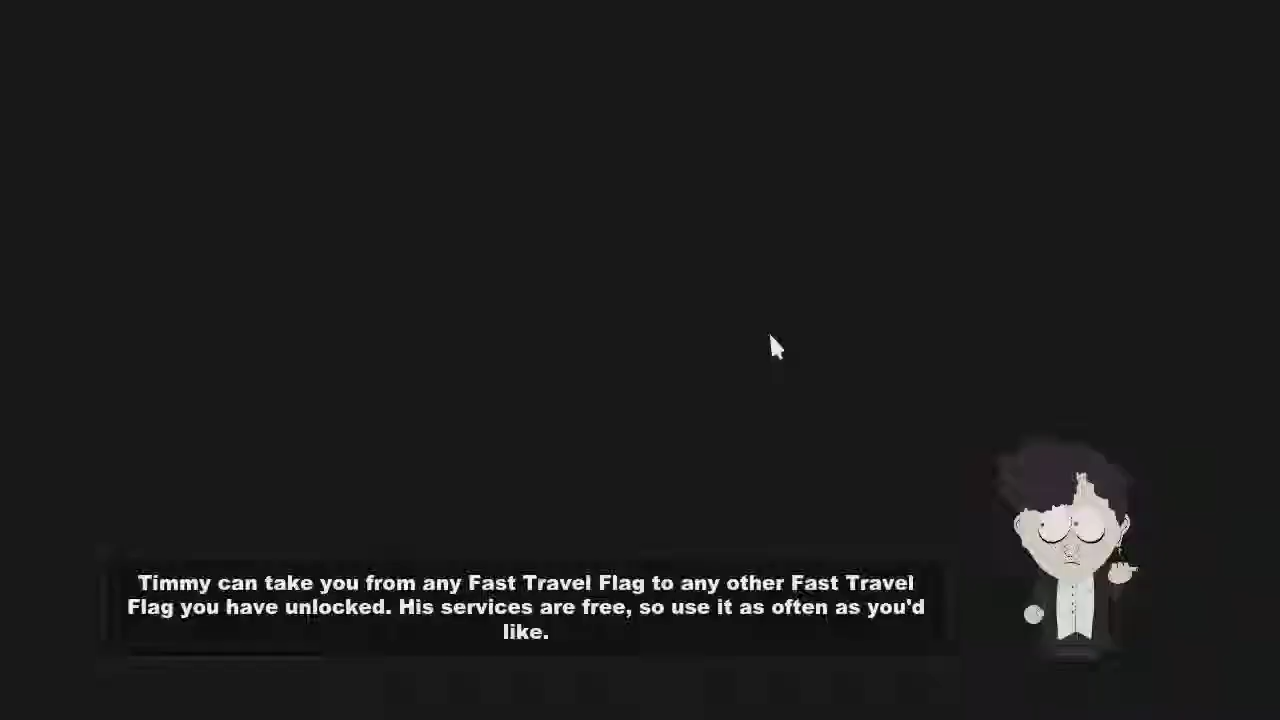 Timmy can take you from any Fast Travel Flag to any other Fast Travel
Flag you have unlocked. His services are free, so use it as often as you'd
like.